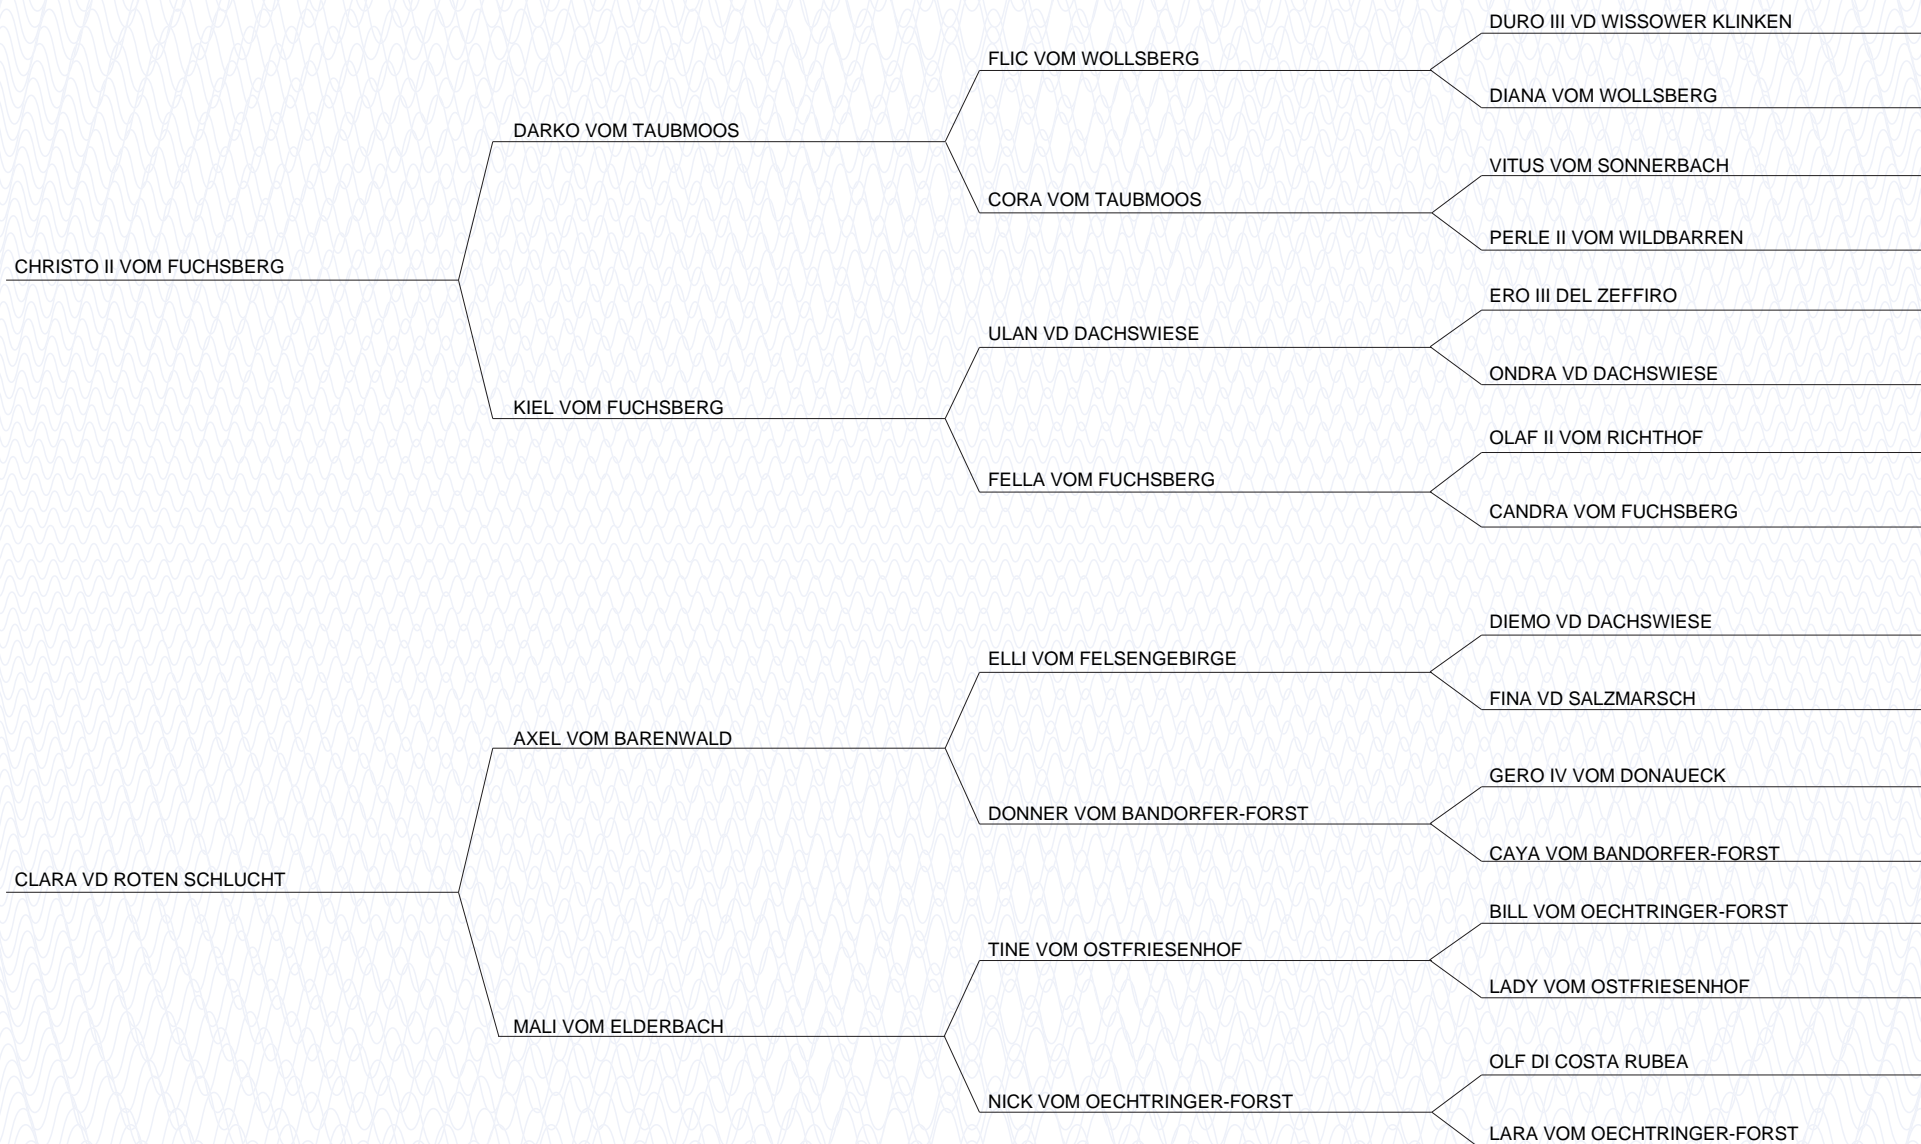 DURO III VD WISSOWER KLINKEN
FLIC VOM WOLLSBERG
DIANA VOM WOLLSBERG
DARKO VOM TAUBMOOS
VITUS VOM SONNERBACH
CORA VOM TAUBMOOS
PERLE II VOM WILDBARREN
CHRISTO II VOM FUCHSBERG
ERO III DEL ZEFFIRO
ULAN VD DACHSWIESE
ONDRA VD DACHSWIESE
KIEL VOM FUCHSBERG
OLAF II VOM RICHTHOF
FELLA VOM FUCHSBERG
CANDRA VOM FUCHSBERG
DIEMO VD DACHSWIESE
ELLI VOM FELSENGEBIRGE
FINA VD SALZMARSCH
AXEL VOM BARENWALD
GERO IV VOM DONAUECK
DONNER VOM BANDORFER-FORST
CAYA VOM BANDORFER-FORST
CLARA VD ROTEN SCHLUCHT
BILL VOM OECHTRINGER-FORST
TINE VOM OSTFRIESENHOF
LADY VOM OSTFRIESENHOF
MALI VOM ELDERBACH
OLF DI COSTA RUBEA
NICK VOM OECHTRINGER-FORST
LARA VOM OECHTRINGER-FORST